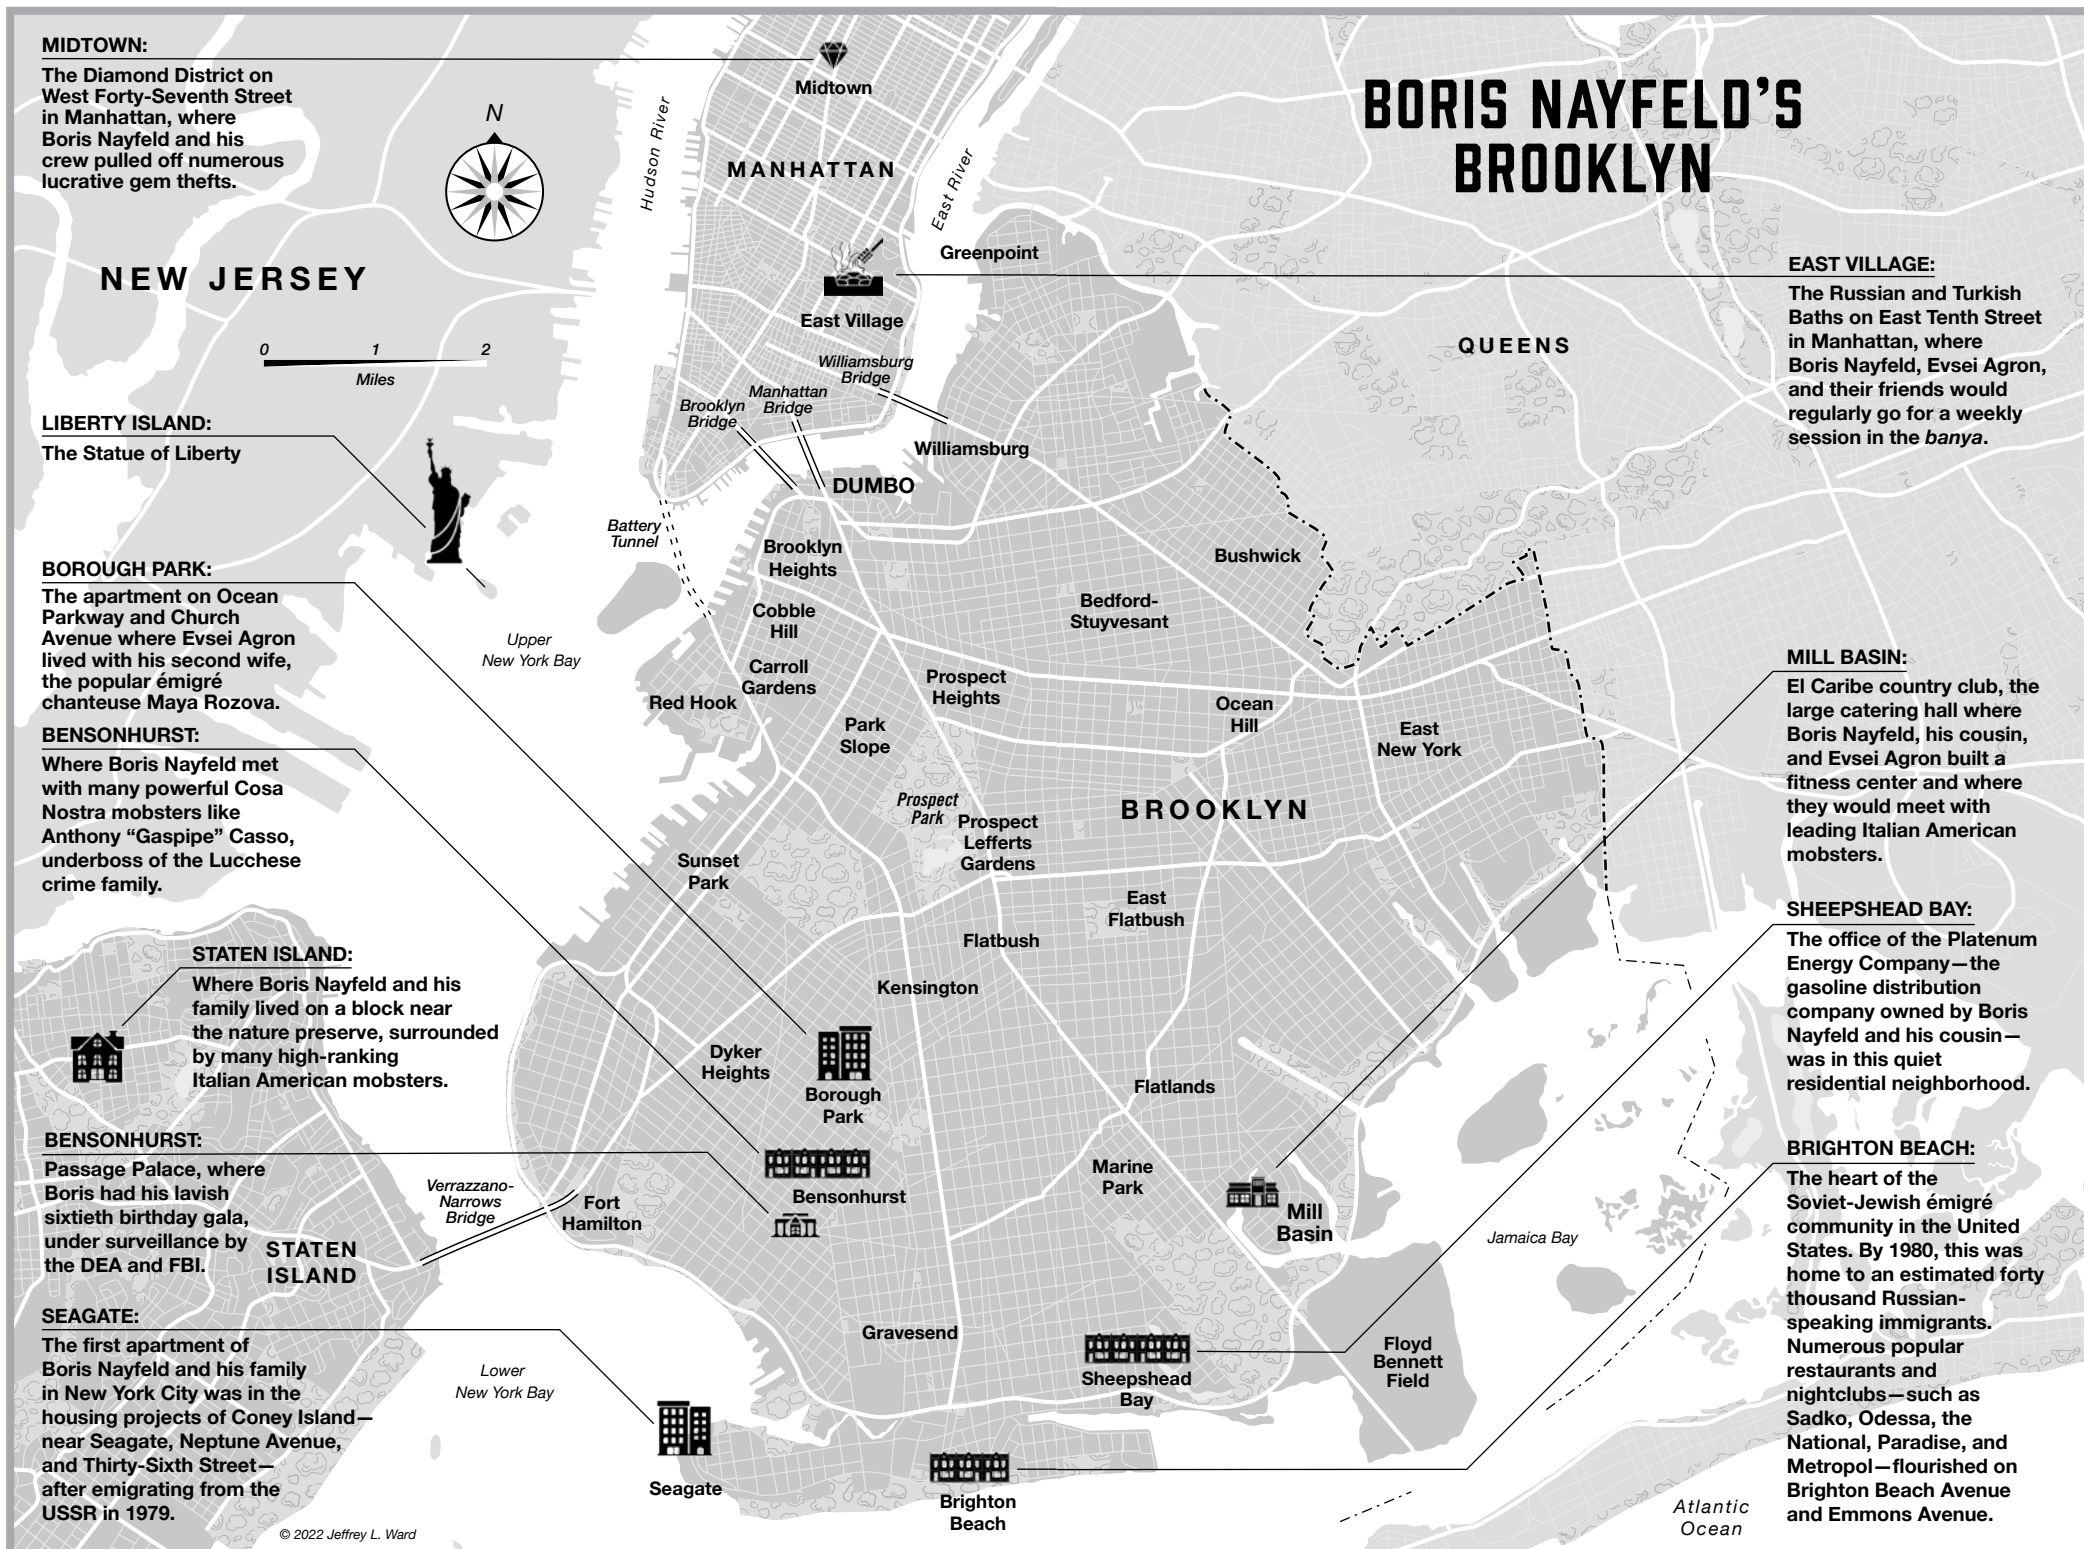 BORIS NAYFELD’S
BROOKLYN
MIDTOWN:
The Diamond District on
West Forty-Seventh Street
in Manhattan, where
Boris Nayfeld and his
crew pulled off numerous
lucrative gem thefts.
N
NEW JERSEY
0 1 2
Miles
LIBERTY ISLAND:
The Statue of Liberty
BOROUGH PARK:
The apartment on Ocean
Parkway and Church
Avenue where Evsei Agron
lived with his second wife,
the popular émigré
chanteuse Maya Rozova.
BENSONHURST:
Where Boris Nayfeld met
with many powerful Cosa
Nostra mobsters like
Anthony “Gaspipe” Casso,
underboss of the Lucchese
crime family.
STATEN ISLAND:
Where Boris Nayfeld and his
family lived on a block near
the nature preserve, surrounded
by many high-ranking
Italian American mobsters.
BENSONHURST:
Passage Palace, where
Boris had his lavish
sixtieth birthday gala,
under surveillance by
the DEA and FBI.
STATEN
ISLAND
SEAGATE:
The first apartment of
Boris Nayfeld and his family
in New York City was in the
housing projects of Coney Island—
near Seagate, Neptune Avenue,
and Thirty-Sixth Street—
after emigrating from the
USSR in 1979.
© 2022 Jeffrey L. Ward
Midtown
MANHATTAN
Hudson River
East River
Greenpoint
East Village
Williamsburg
Bridge
Manhattan
Bridge
Brooklyn
Bridge
Williamsburg
DUMBO
Battery
Tunnel
Brooklyn
Heights
Bushwick
Cobble
Hill
Bedford-
Stuyvesant
Upper
New York Bay
Carroll
Gardens
Red Hook
Prospect
Heights
Ocean
Hill
Park
Slope
East
New York
Prospect
Park
BROOKLYN
Prospect
Lefferts
Gardens
Sunset
Park
East
Flatbush
Flatbush
Kensington
Dyker
Heights
Borough
Park
Flatlands
Bensonhurst
Marine
Park
Verrazzano-
Narrows
Bridge
Fort
Hamilton
Mill
Basin
Jamaica Bay
Gravesend
Floyd
Bennett
Field
Sheepshead
Bay
Lower
New York Bay
Seagate
Brighton
Beach
Atlantic
Ocean
QUEENS
EAST VILLAGE:
The Russian and Turkish
Baths on East Tenth Street
in Manhattan, where
Boris Nayfeld, Evsei Agron,
and their friends would
regularly go for a weekly
session in the banya.
MILL BASIN:
El Caribe country club, the
large catering hall where
Boris Nayfeld, his cousin,
and Evsei Agron built a
fitness center and where
they would meet with
leading Italian American
mobsters.
SHEEPSHEAD BAY:
The office of the Platenum
Energy Company—the
gasoline distribution
company owned by Boris
Nayfeld and his cousin—
was in this quiet
residential neighborhood.
BRIGHTON BEACH:
The heart of the
Soviet-Jewish émigré
community in the United
States. By 1980, this was
home to an estimated forty
thousand Russian-
speaking immigrants.
Numerous popular
restaurants and
nightclubs—such as
Sadko, Odessa, the
National, Paradise, and
Metropol—flourished on
Brighton Beach Avenue
and Emmons Avenue.